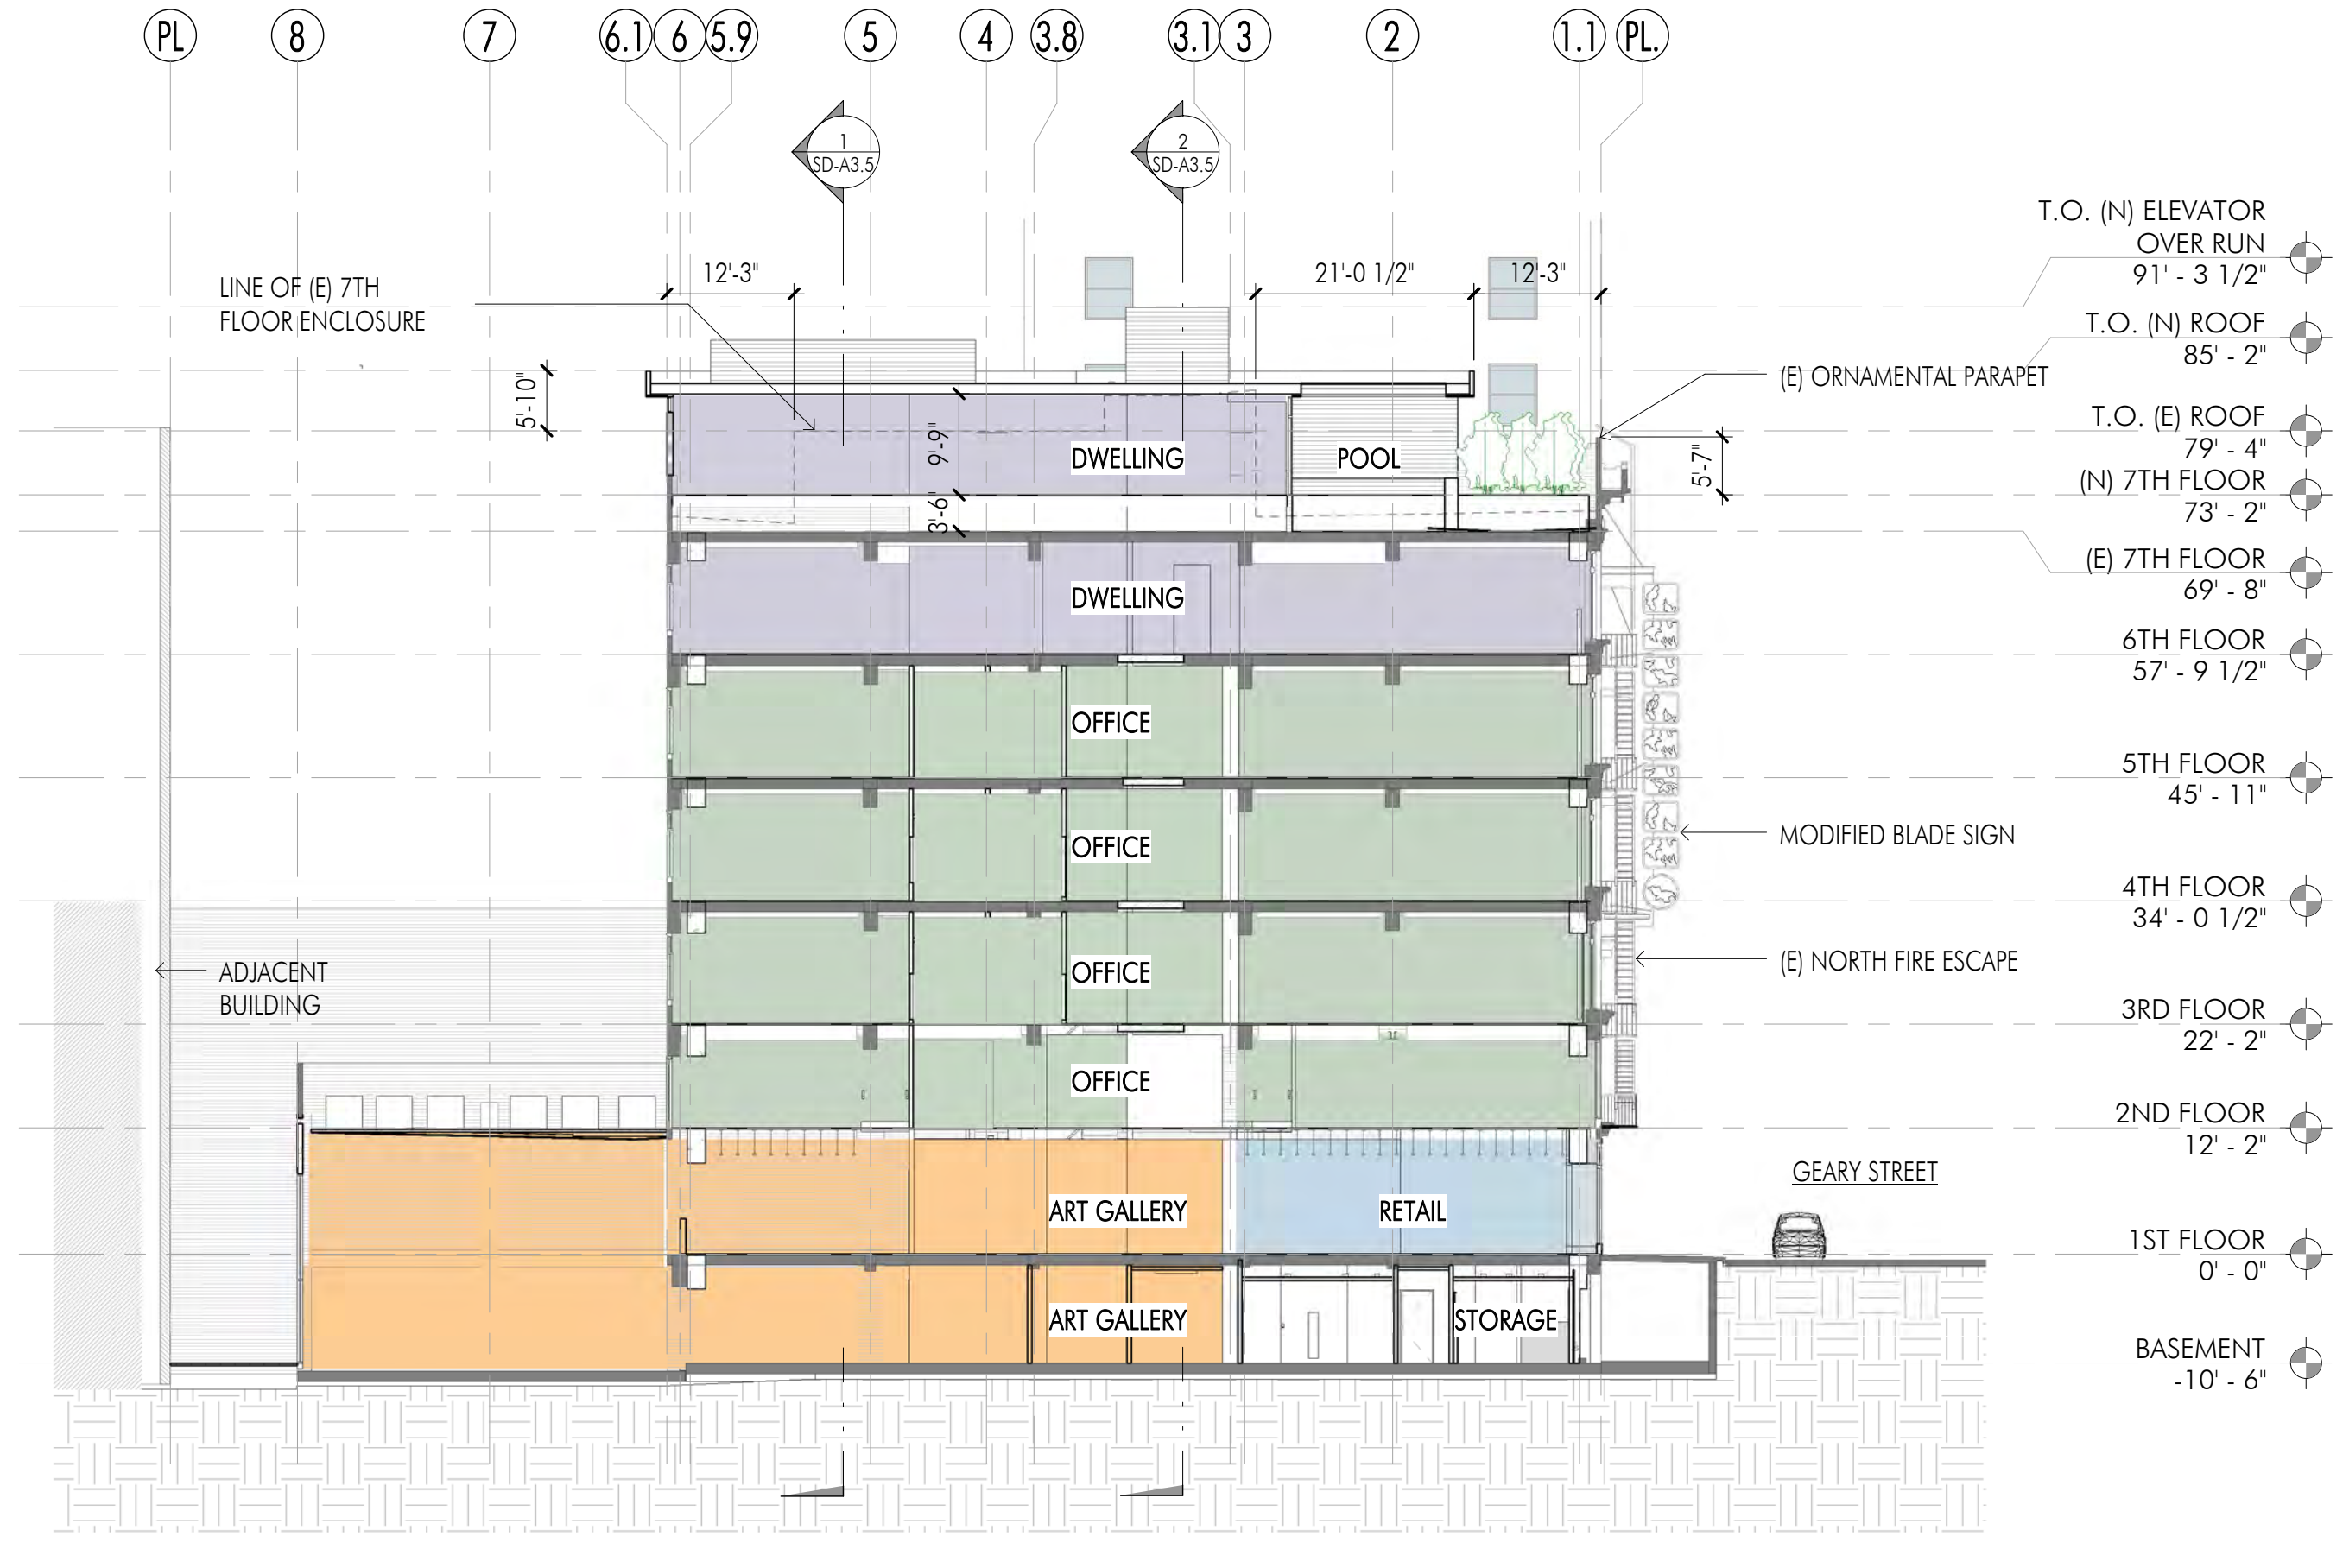 PL
8
7
6.1
6
5.9
5
4
3.8
3.1
3
2
1.1
PL.
1
SD-A3.5
2
SD-A3.5
T.O. (N) ELEVATOR
OVER RUN
91' - 3 1/2"
12'-3"
21'-0 1/2"
12'-3"
LINE OF (E) 7TH
FLOOR ENCLOSURE
T.O. (N) ROOF
85' - 2"
(E) ORNAMENTAL PARAPET
5'-10"
T.O. (E) ROOF
79' - 4"
9'-9"
DWELLING
POOL
5'-7"
(N) 7TH FLOOR
73' - 2"
3'-6"
(E) 7TH FLOOR
69' - 8"
DWELLING
6TH FLOOR
57' - 9 1/2"
OFFICE
5TH FLOOR
45' - 11"
OFFICE
MODIFIED BLADE SIGN
4TH FLOOR
34' - 0 1/2"
ADJACENT
BUILDING
OFFICE
(E) NORTH FIRE ESCAPE
3RD FLOOR
22' - 2"
OFFICE
2ND FLOOR
12' - 2"
GEARY STREET
ART GALLERY
RETAIL
1ST FLOOR
0' - 0"
ART GALLERY
STORAGE
BASEMENT
-10' - 6"